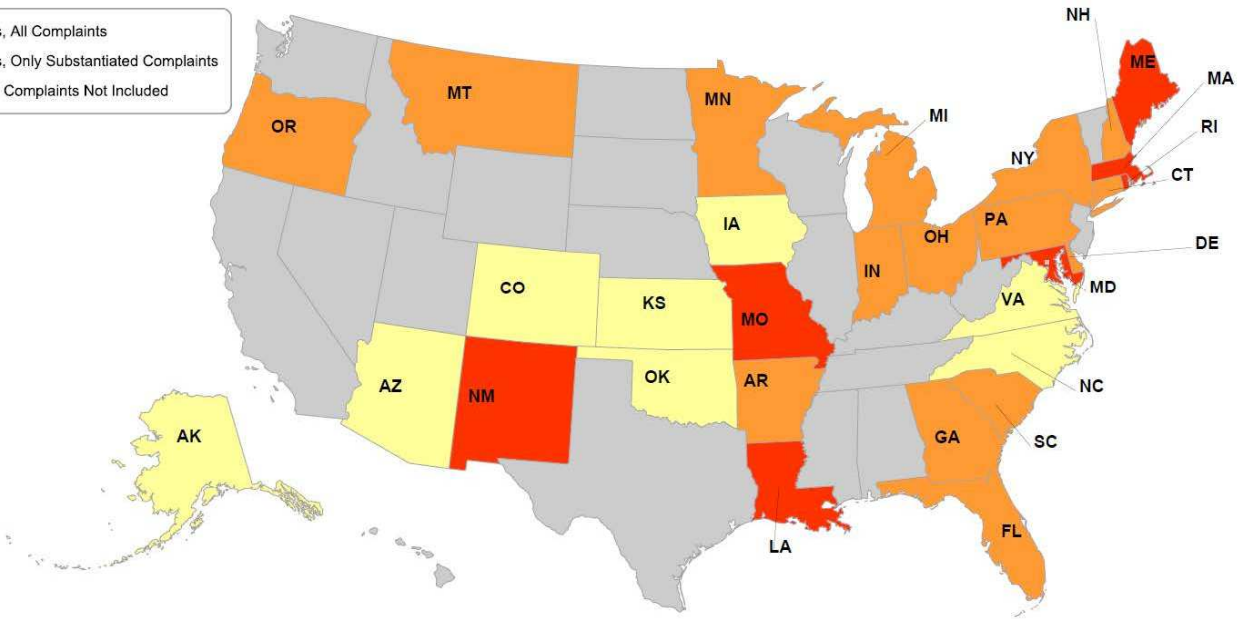 s, All Complaints
s, Only Substantiated Complaints
Complaints Not Included
NH
ME
MA
MT
MN
MI
OR
RI
NY
CT
IA
PA
OH
DE
IN
CO
KS
MD
VA
MO
AZ
OK
AR
NM
NC
AK
GA
SC
FL
LA